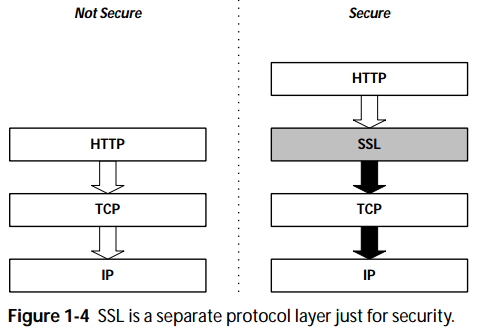 Not Secure
Secure
HTTP
HTTP
SSL
TCP
TCP
IP
IP
Figure 1-4 SSL is a separate protocol layer just for security.